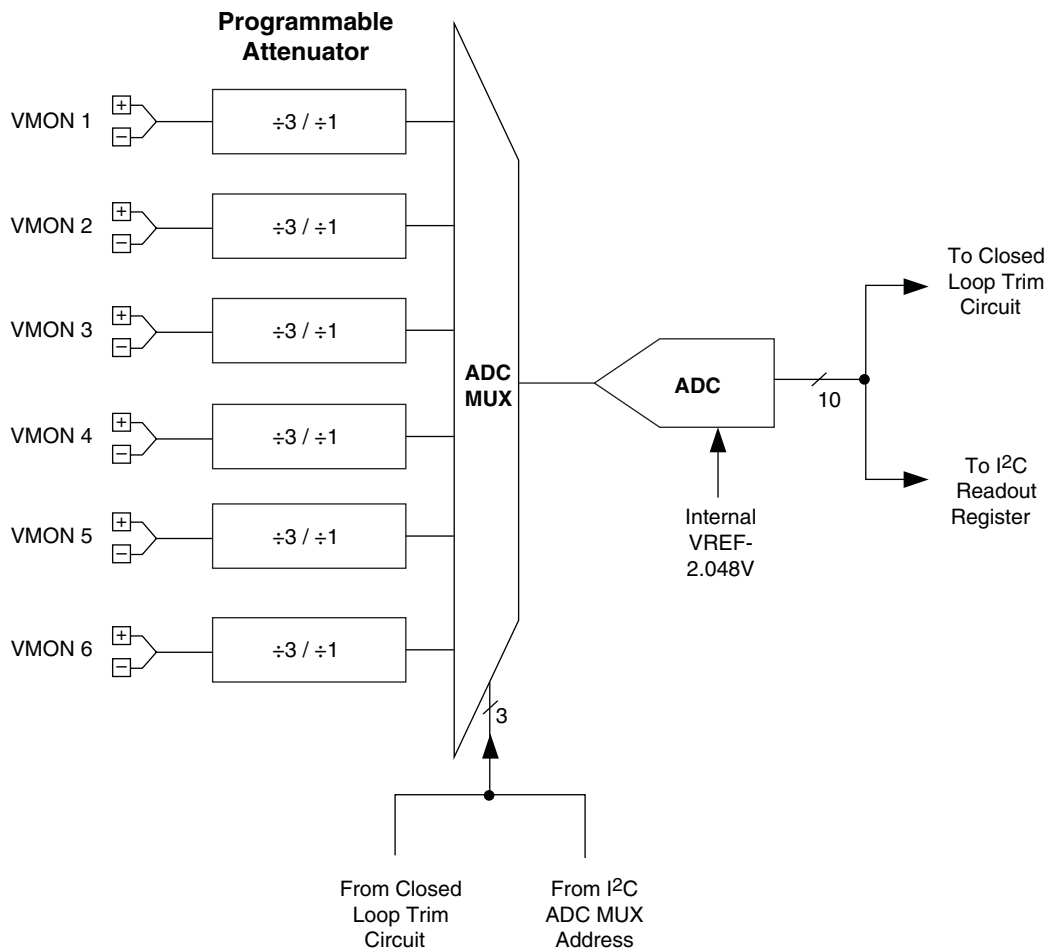 Programmable
Attenuator
VMON 1
+
−
÷3 / ÷1
VMON 2
+
−
÷3 / ÷1
VMON 3
+
−
÷3 / ÷1
VMON 4
+
−
÷3 / ÷1
VMON 5
+
−
÷3 / ÷1
VMON 6
+
−
÷3 / ÷1
ADC
MUX
3
ADC
10
Internal
VREF-
2.048V
To Closed
Loop Trim
Circuit
To I²C
Readout
Register
From Closed
Loop Trim
Circuit
From I²C
ADC MUX
Address